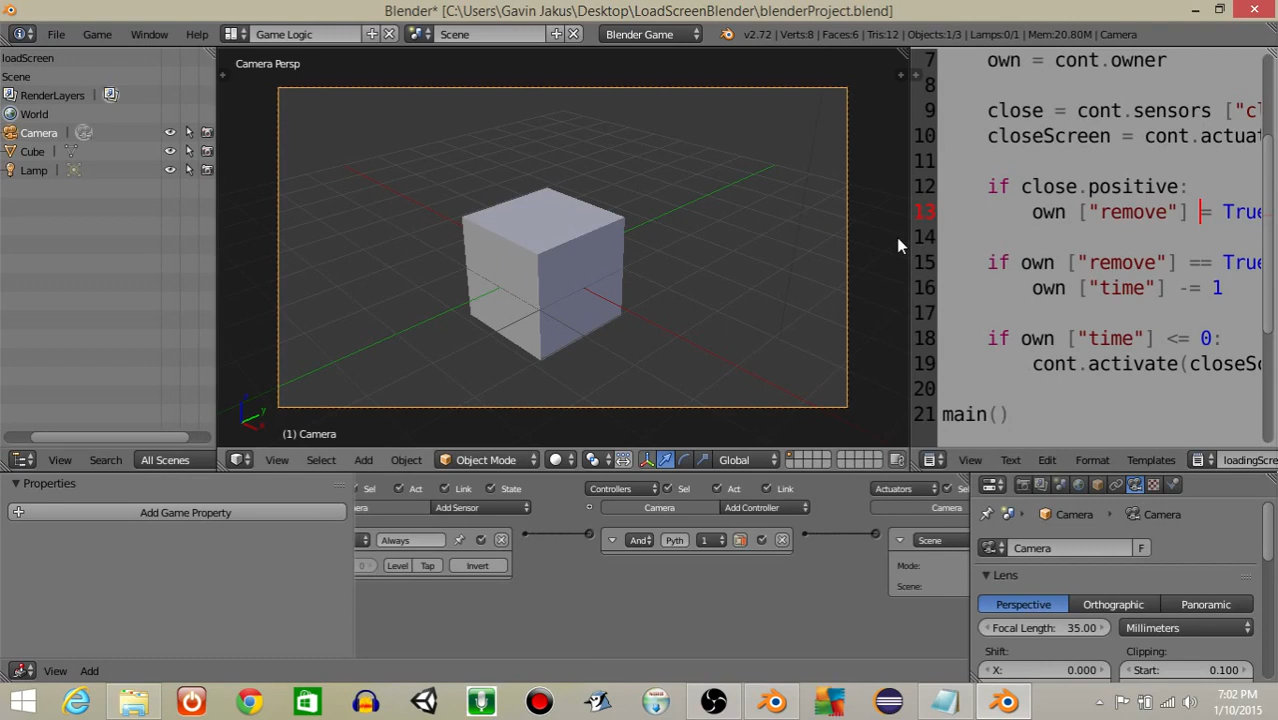 Blender* [C:\Users\Gavin Jakus\Desktop\LoadScreenBlender\blenderProject.blend]
File Game Window Help Game Logic Scene Blender Game v2.72 | Verts:8 | Faces:6 | Tris:12 | Objects:1/3 | Lamps:0/1 | Mem:20.80M | Camera
loadScreen
Scene
RenderLayers |
World
Camera |
Cube |
Lamp |
View Search All Scenes
Camera Persp
(1) Camera
View Select Add Object Object Mode Global
7 own = cont.owner
8
9 close = cont.sensors ["cl
10 closeScreen = cont.actuat
11
12 if close.positive:
13 own ["remove"] = True
14
15 if own ["remove"] == True
16 own ["time"] -= 1
17
18 if own ["time"] <= 0:
19 cont.activate(closeSc
20
21 main()
View Text Edit Format Templates loadingScre
Properties
Add Game Property
View Add
Sel Act Link State
era Add Sensor
Always
0 Level Tap Invert
Controllers Sel Act Link
Camera Add Controller
And Pyth 1
Actuators Sel
Camera
Scene
Mode:
Scene:
Camera Camera
Camera F
Lens
Perspective Orthographic Panoramic
Focal Length: 35.00 Millimeters
Shift: Clipping:
X: 0.000 Start: 0.100
7:02 PM
1/10/2015